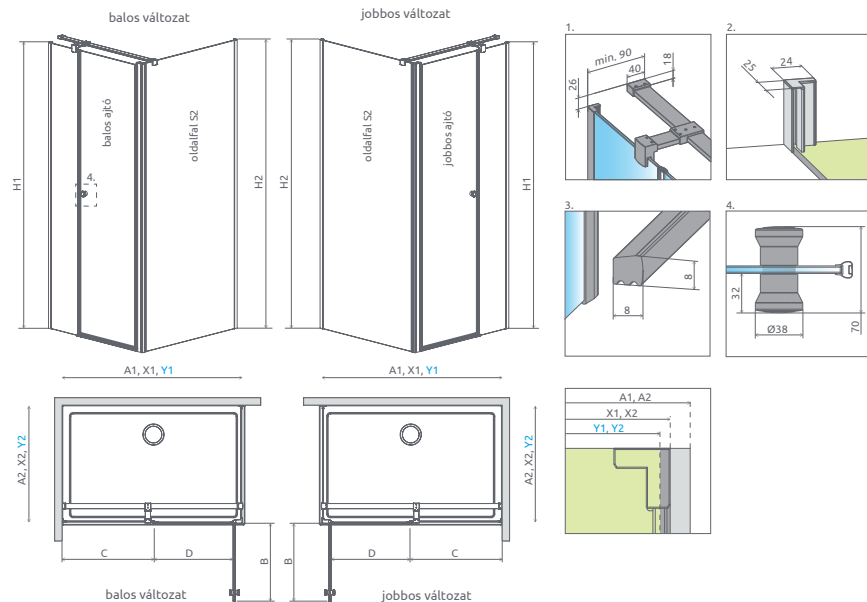 balos változat
jobbos változat
H1
balos ajtó
4.
oldalfal S2
H2
H2
oldalfal S2
jobbos ajtó
H1
1.
min. 90
40
18
26
2.
24
25
3.
8
8
4.
32
Ø38
70
A1, X1, Y1
A1, X1, Y1
A2, X2, Y2
A2, X2, Y2
C
D
B
B
D
C
balos változat
jobbos változat
A1, A2
X1, X2
Y1, Y2